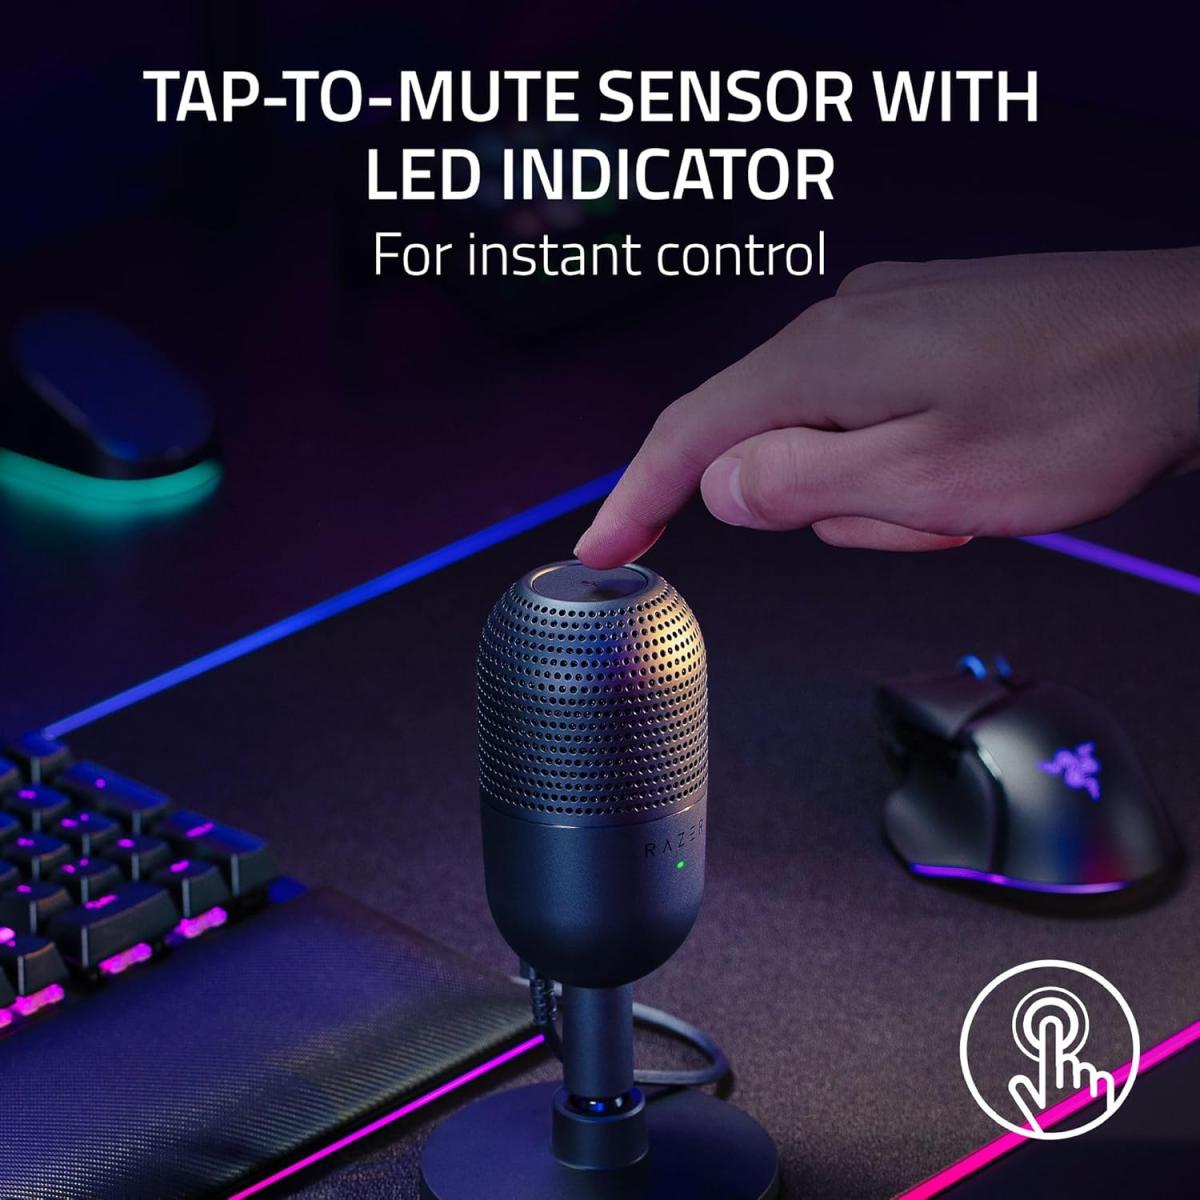 TAP-TO-MUTE SENSOR WITH
LED INDICATOR
For instant control
RAZER